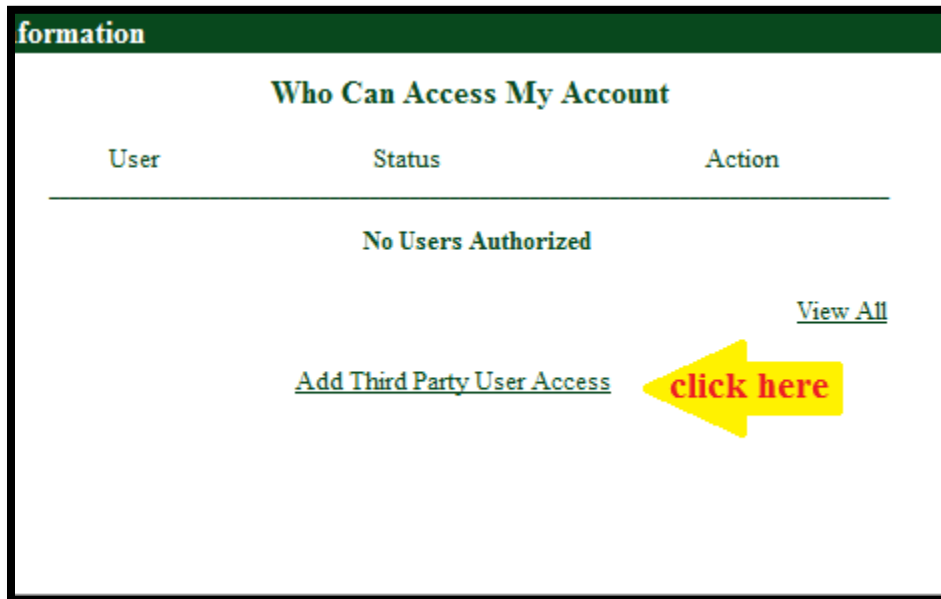 formation
Who Can Access My Account
User Status Action
No Users Authorized
View All
Add Third Party User Access click here